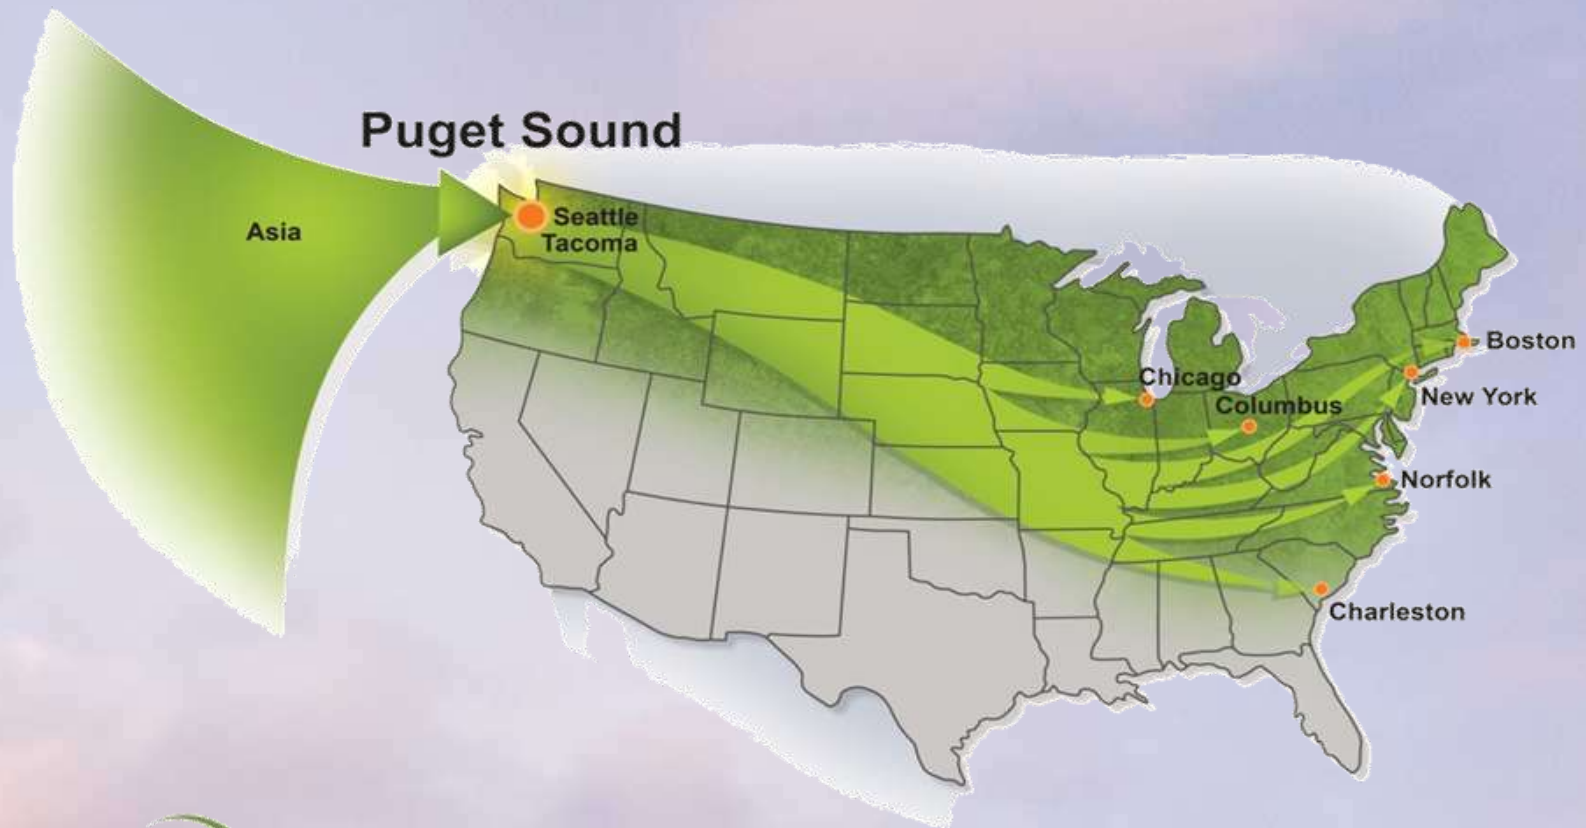 Puget Sound
Asia
Seattle
Tacoma
Boston
Chicago
New York
Columbus
Norfolk
Charleston